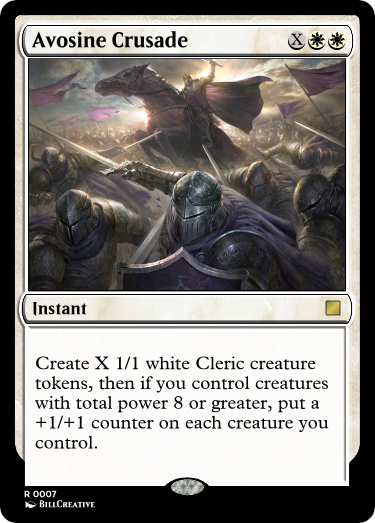 Avosine Crusade X
Instant
Create X 1/1 white Cleric creature
tokens, then if you control creatures
with total power 8 or greater, put a
+1/+1 counter on each creature you
control.
R 0007
BillCreative